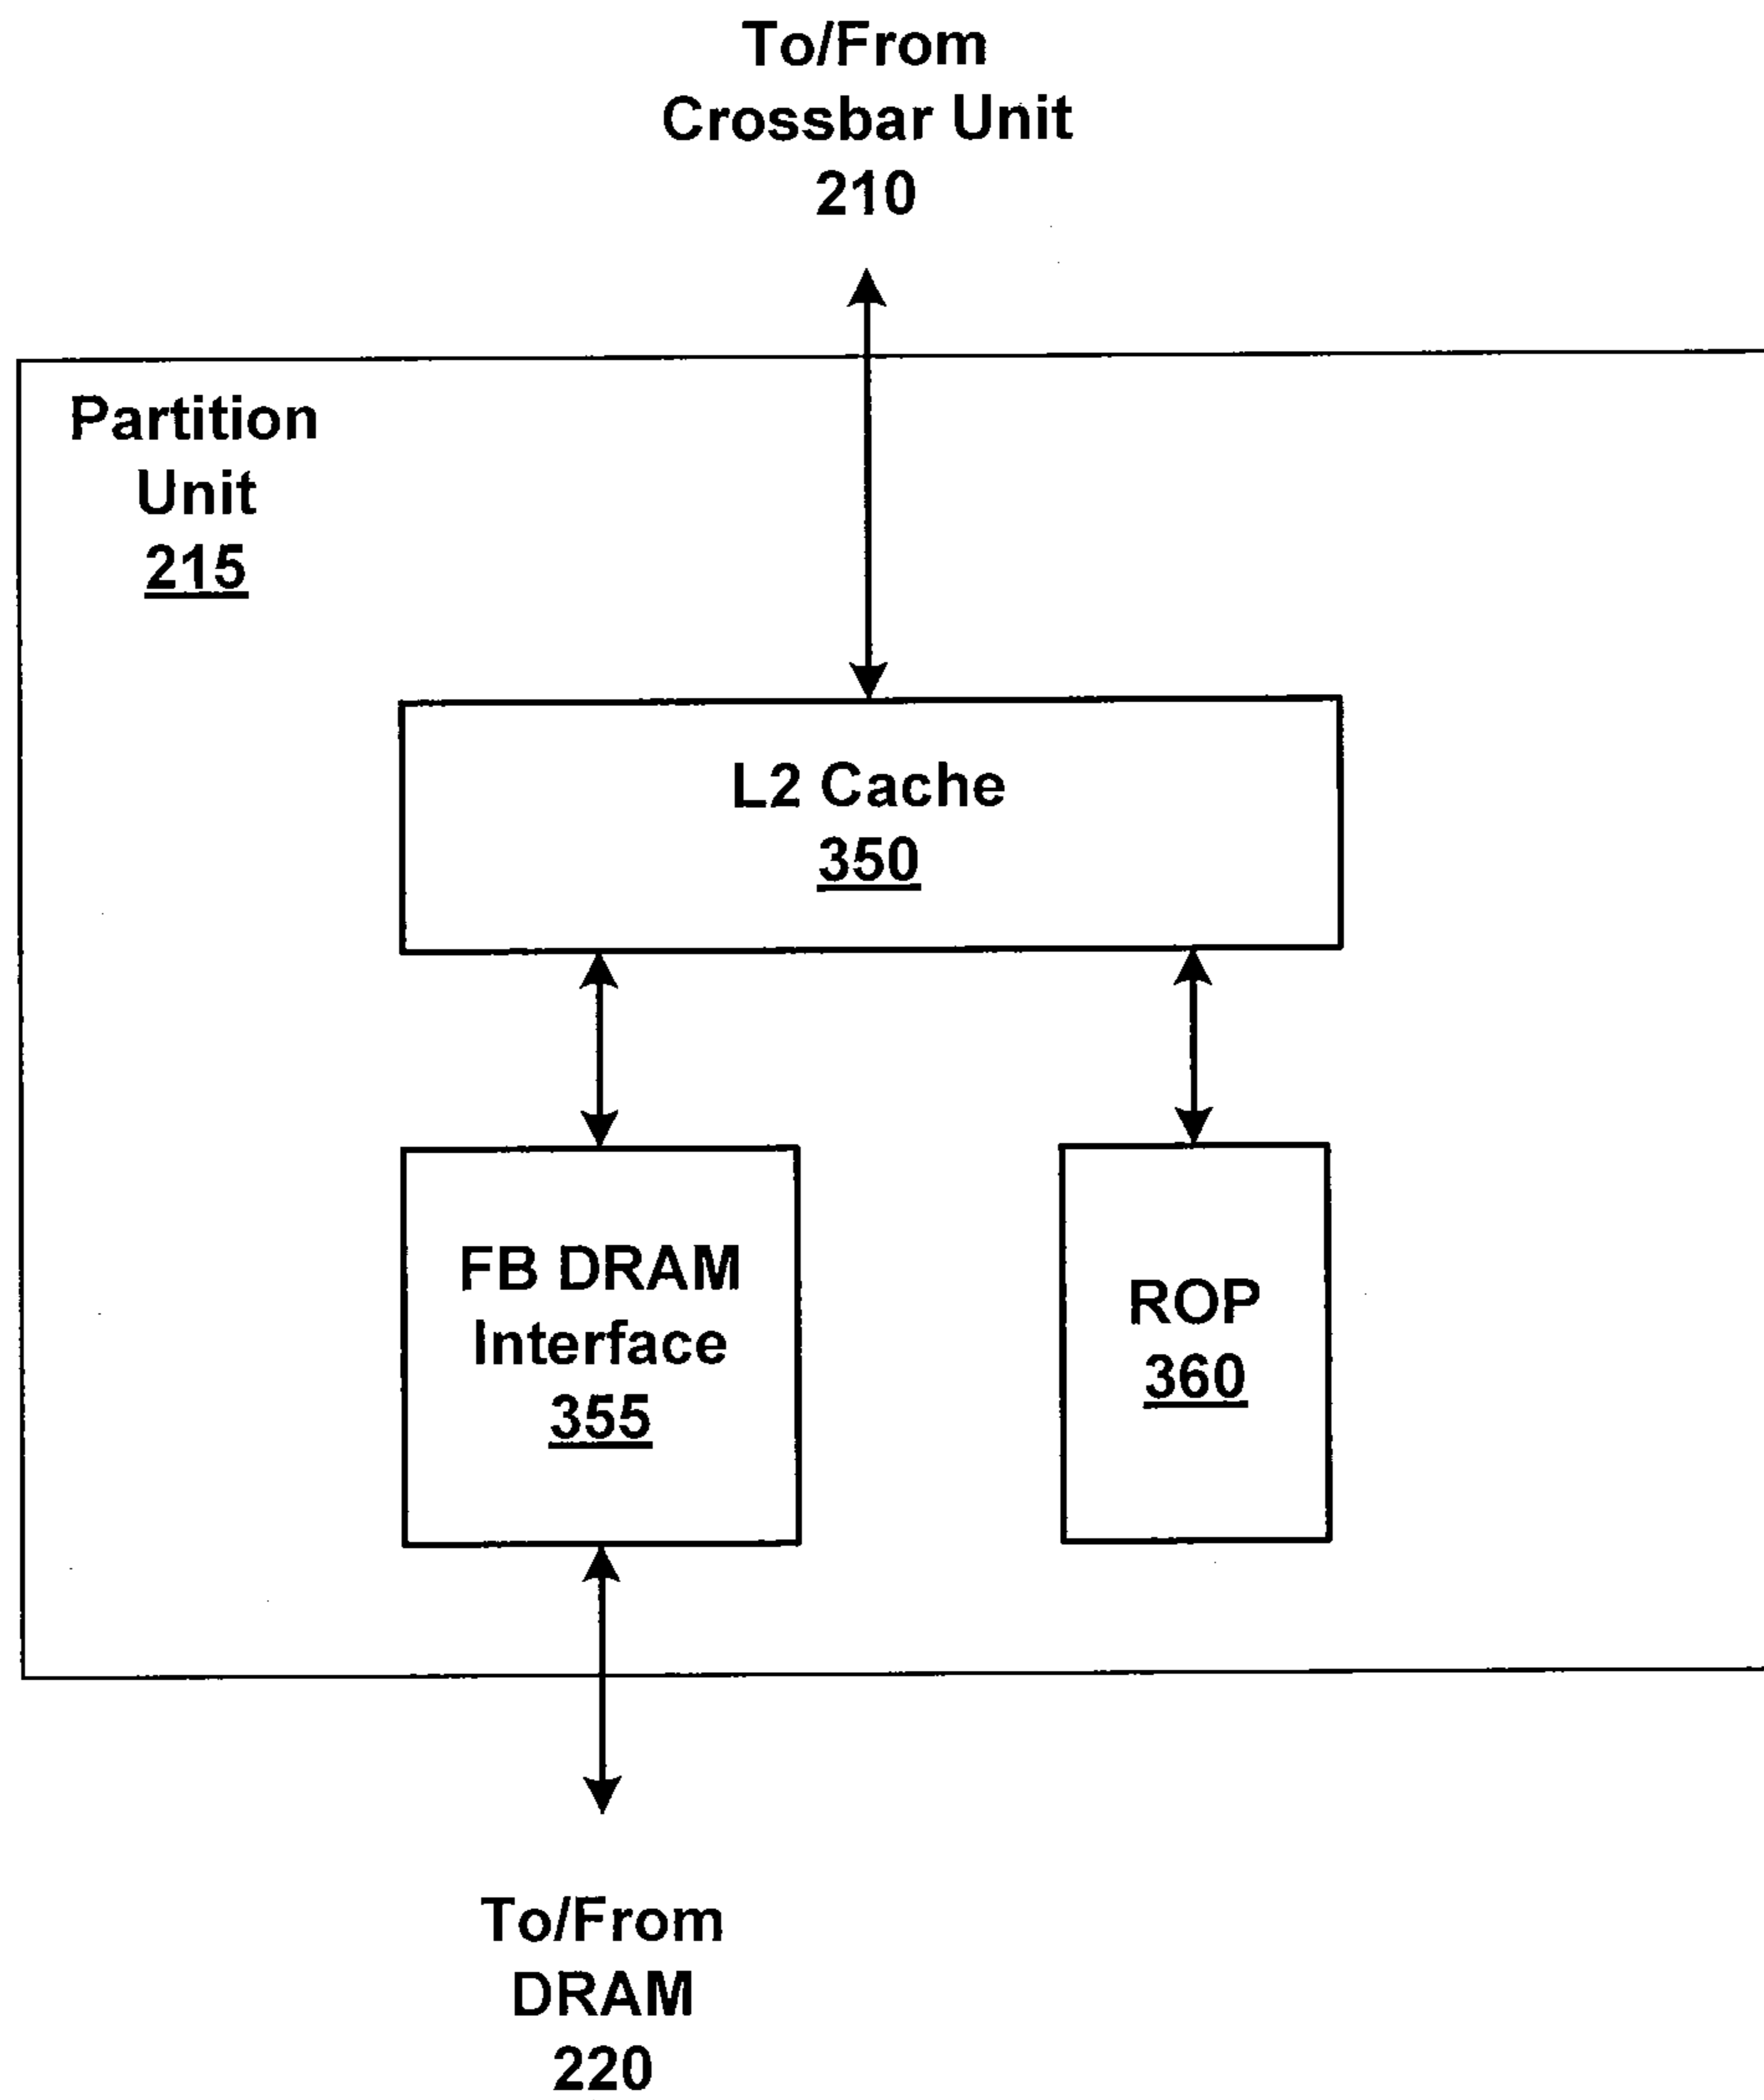 To/From
Crossbar Unit
210
Partition
Unit
215
L2 Cache
350
FB DRAM
Interface
355
ROP
360
To/From
DRAM
220